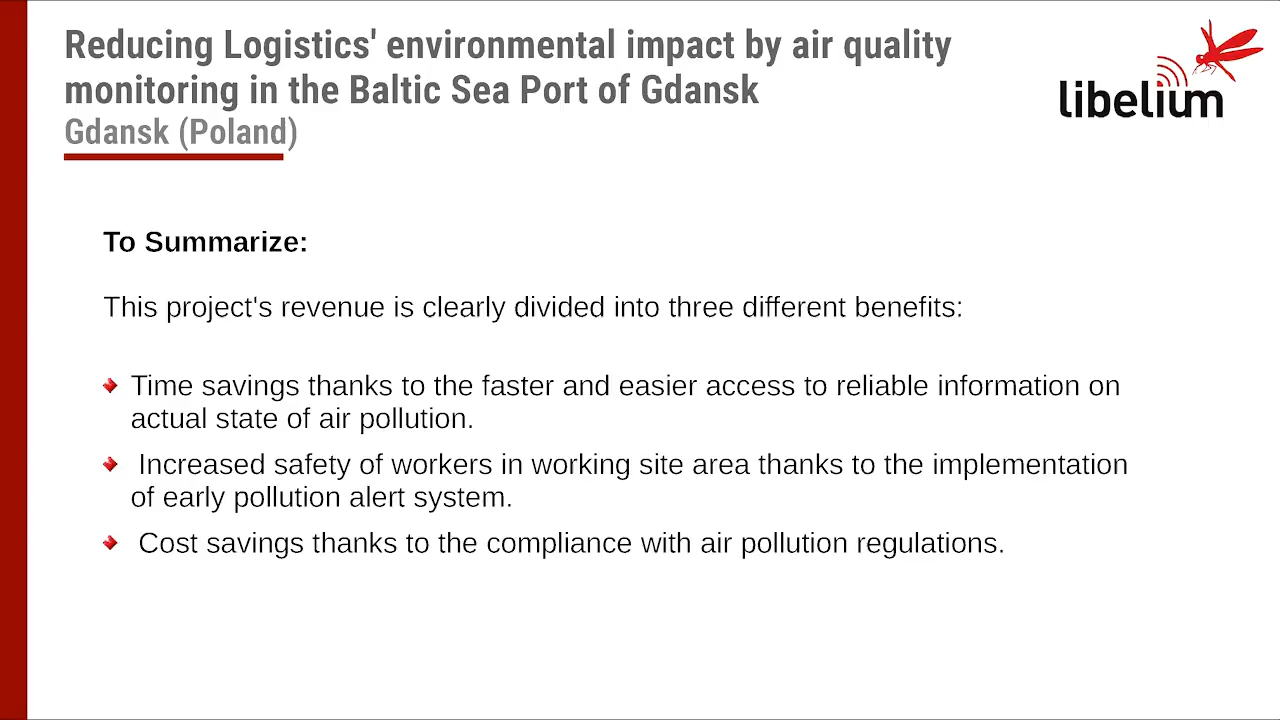 Reducing Logistics' environmental impact by air quality
monitoring in the Baltic Sea Port of Gdansk
Gdansk (Poland)
libelium
To Summarize:
This project's revenue is clearly divided into three different benefits:
Time savings thanks to the faster and easier access to reliable information on
actual state of air pollution.
Increased safety of workers in working site area thanks to the implementation
of early pollution alert system.
Cost savings thanks to the compliance with air pollution regulations.